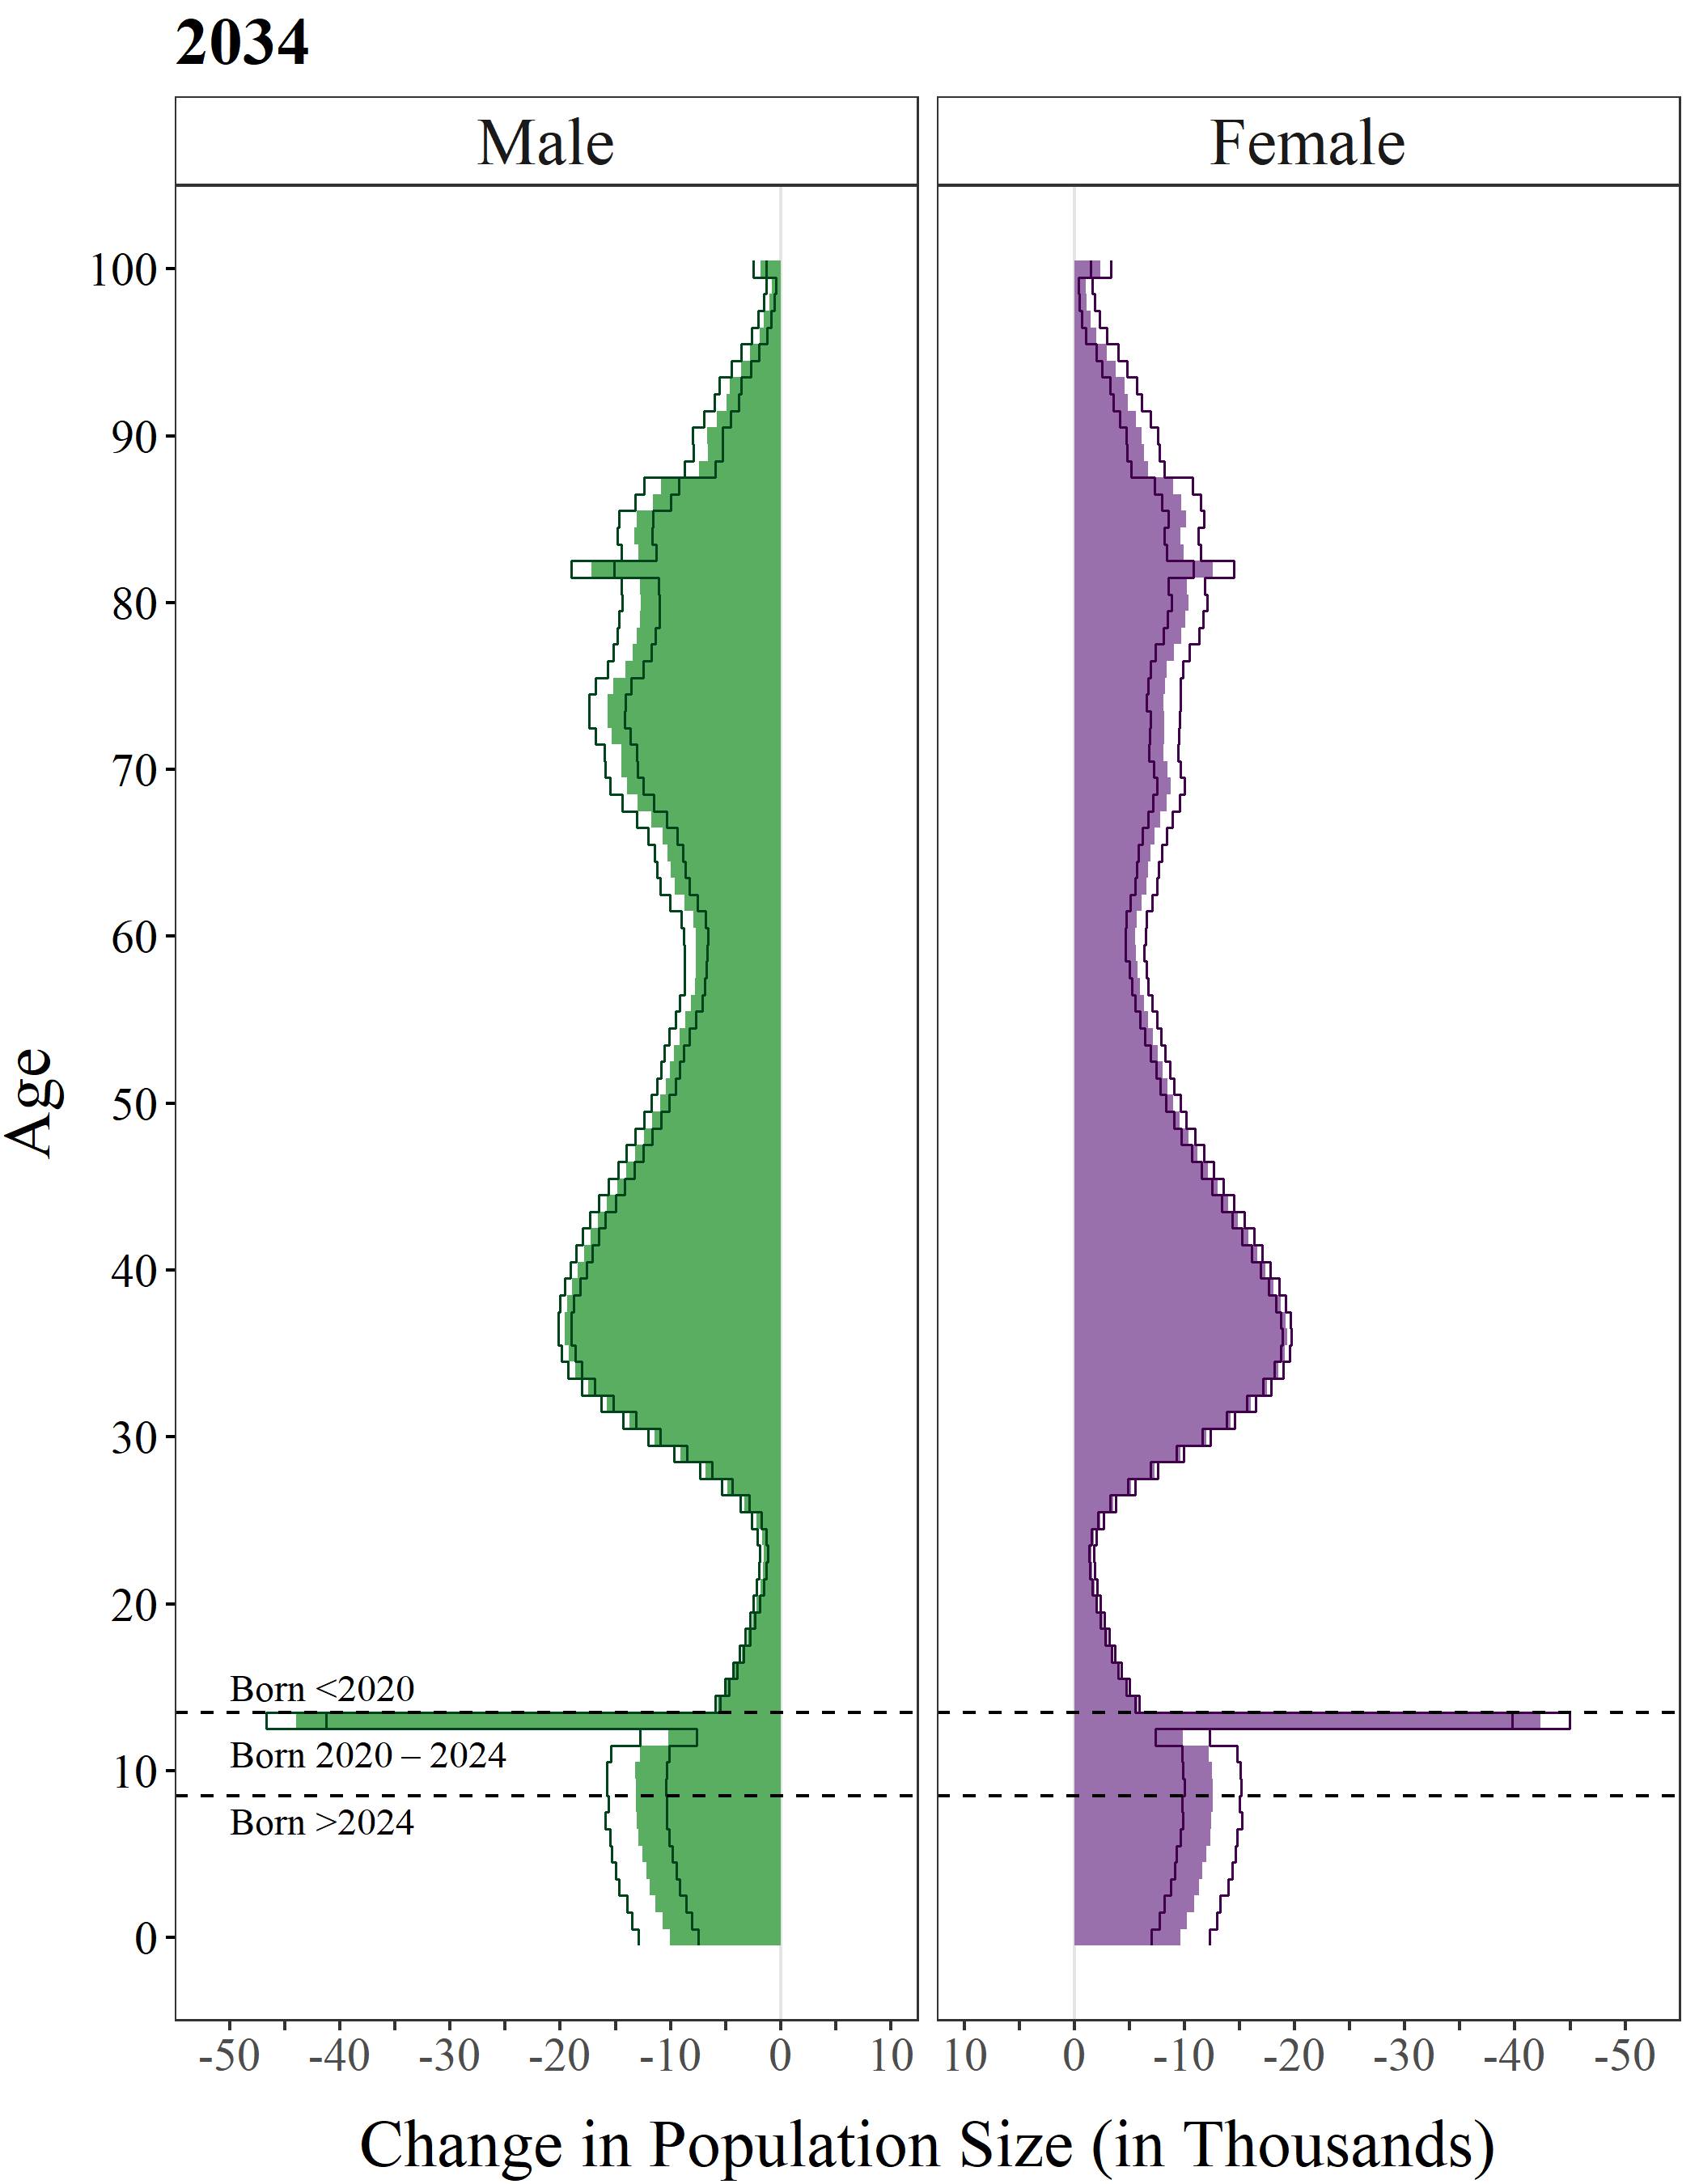 2034
Male Female
100
90
80
70
60
50
40
30
20
10
0
Age
Born <2020
Born 2020 – 2024
Born >2024
-50 -40 -30 -20 -10 0 10 10 0 -10 -20 -30 -40 -50
Change in Population Size (in Thousands)